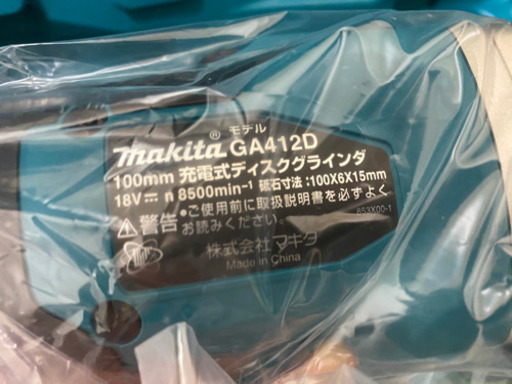 モデル
makita® GA412D
100mm 充電式ディスクグラインダ
18V⎓ n 8500min⁻¹ 砥石寸法:100X6X15mm
⚠警告 •ご使用前に取扱説明書を必ずよく
お読みください。
853X00-1
株式会社 マキタ
Made in China